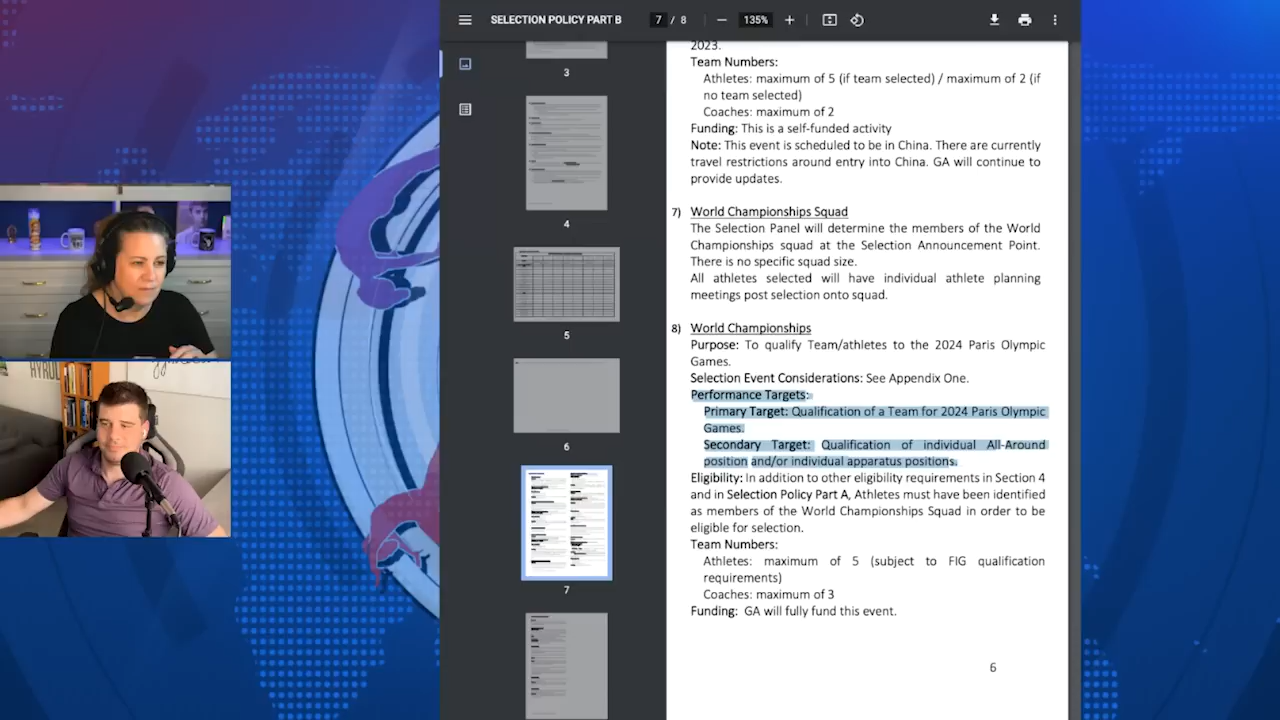 SELECTION POLICY PART B
7 / 8
135%
3
4
5
6
7
2023.
Team Numbers:
Athletes: maximum of 5 (if team selected) / maximum of 2 (if
no team selected)
Coaches: maximum of 2
Funding: This is a self-funded activity
Note: This event is scheduled to be in China. There are currently
travel restrictions around entry into China. GA will continue to
provide updates.
7) World Championships Squad
The Selection Panel will determine the members of the World
Championships squad at the Selection Announcement Point.
There is no specific squad size.
All athletes selected will have individual athlete planning
meetings post selection onto squad.
8) World Championships
Purpose: To qualify Team/athletes to the 2024 Paris Olympic
Games.
Selection Event Considerations: See Appendix One.
Performance Targets:
Primary Target: Qualification of a Team for 2024 Paris Olympic
Games.
Secondary Target: Qualification of individual All-Around
position and/or individual apparatus positions.
Eligibility: In addition to other eligibility requirements in Section 4
and in Selection Policy Part A, Athletes must have been identified
as members of the World Championships Squad in order to be
eligible for selection.
Team Numbers:
Athletes: maximum of 5 (subject to FIG qualification
requirements)
Coaches: maximum of 3
Funding: GA will fully fund this event.
6